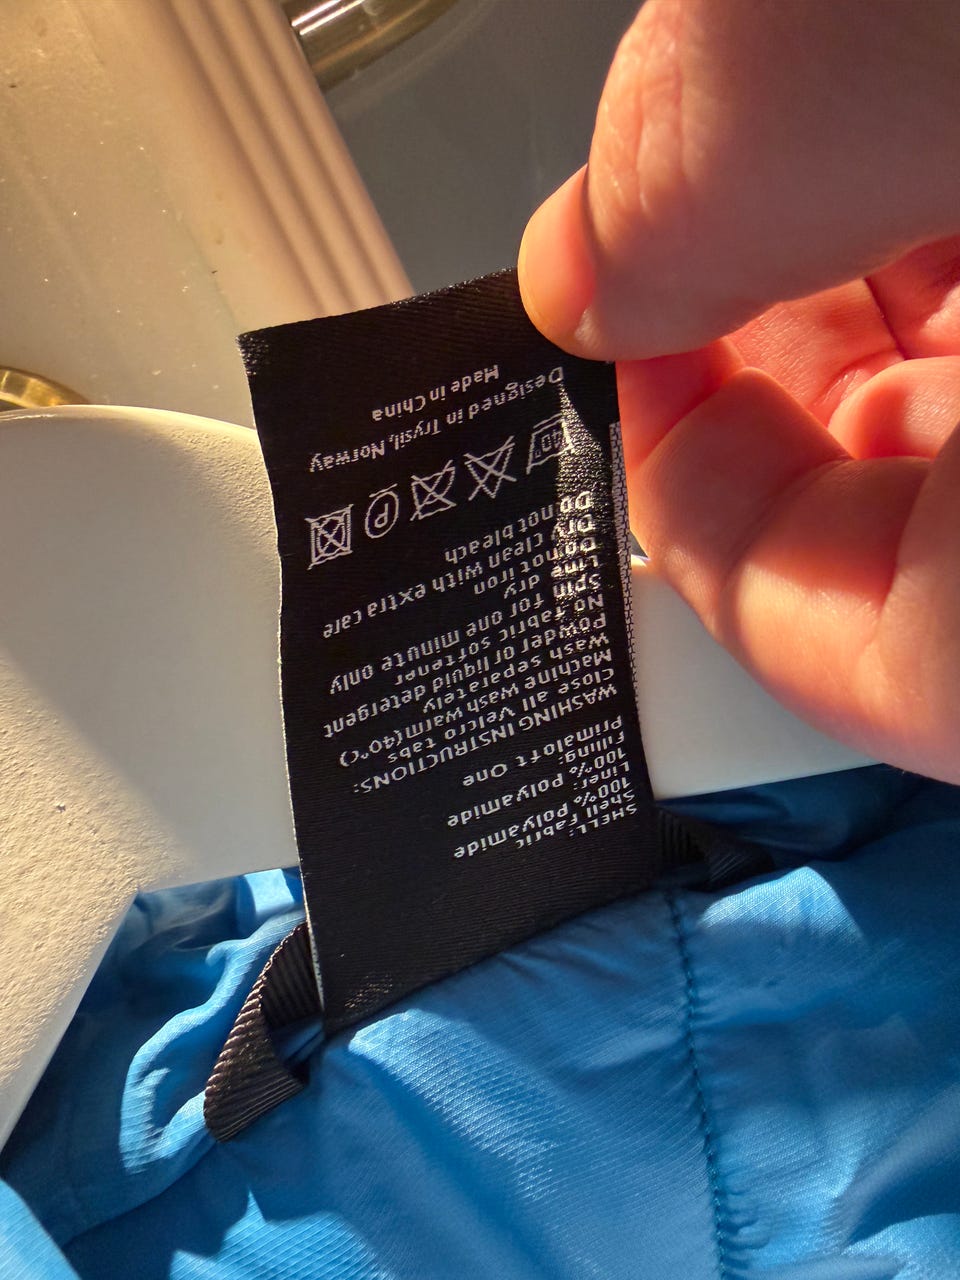 SHELL:
Shell Fabric
100% Polyamide
Liner:
100% Polyamide
Filling:
Primaloft One
WASHING INSTRUCTIONS:
Close all Velcro tabs
Machine wash warm(40°C)
Wash separately
Powder or liquid detergent
No fabric softener
Spin for one minute only
Line dry
Do not iron
Dry clean with extra care
Do not bleach
40° P
Designed in Trysil, Norway
Made in China